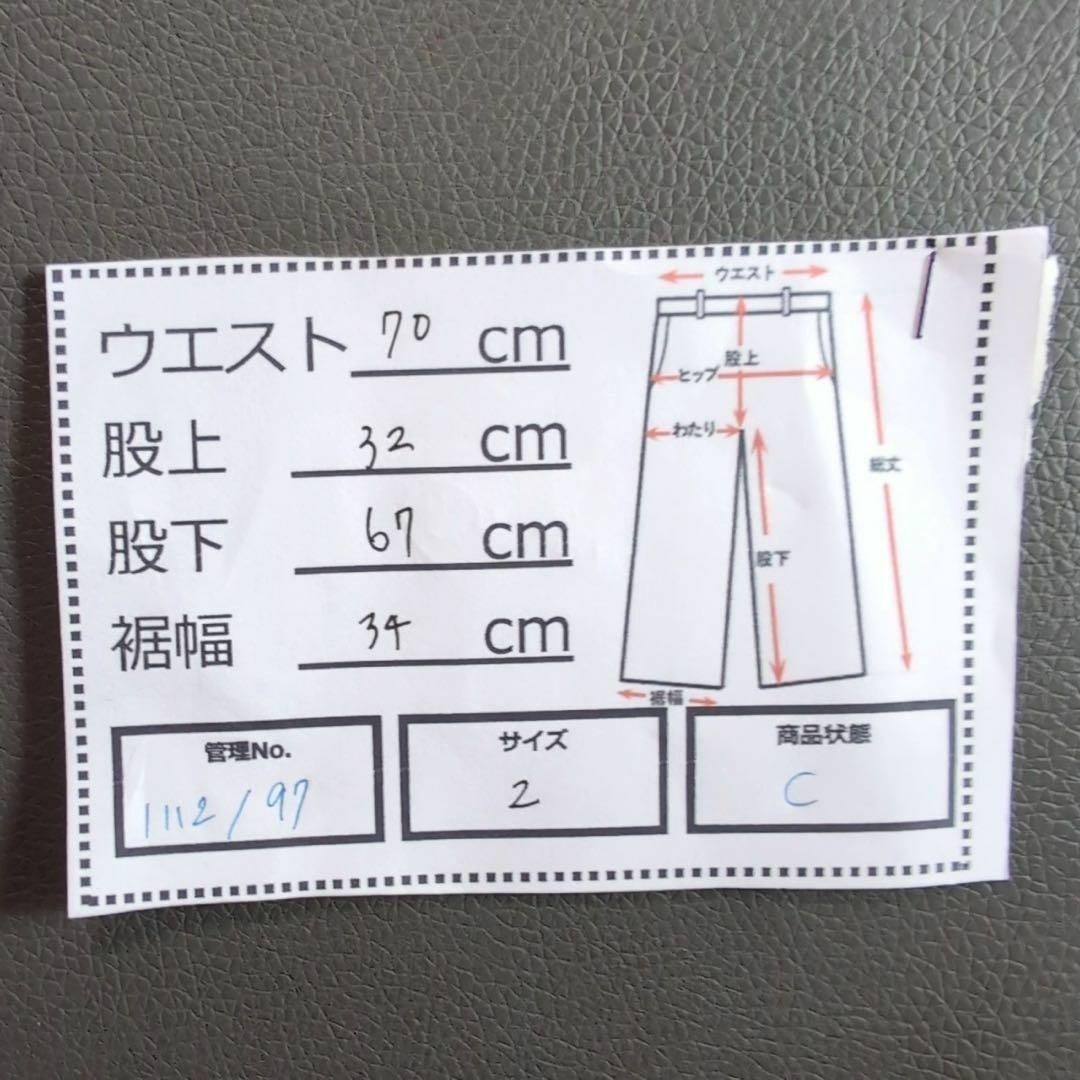 ウエスト 70 cm
股上 32 cm
股下 67 cm
裾幅 34 cm
ウエスト
股上
ヒップ
わたり
総丈
股下
裾幅
管理No.
1112/97
サイズ
2
商品状態
C